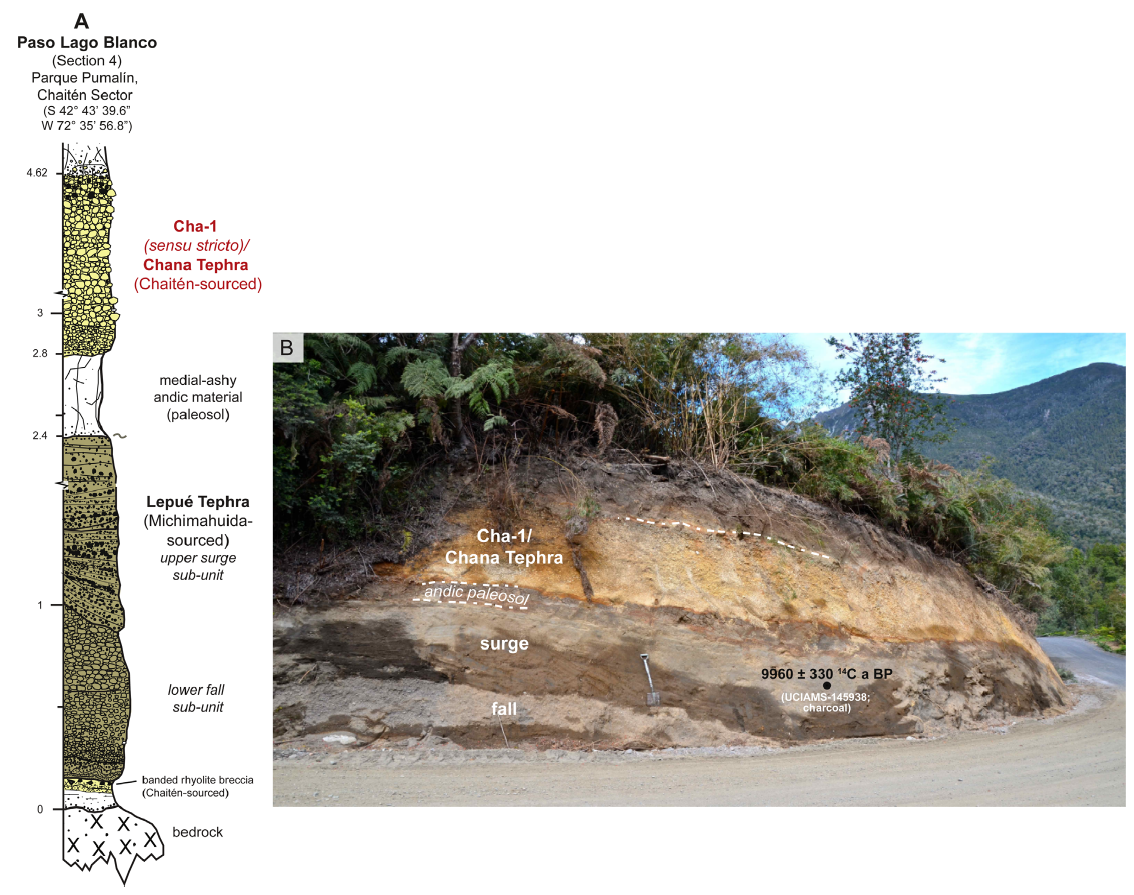 A
Paso Lago Blanco
(Section 4)
Parque Pumalín,
Chaitén Sector
(S 42° 43’ 39.6”
W 72° 35’ 56.8”)
4.62
Cha-1
(sensu stricto)/
Chana Tephra
(Chaitén-sourced)
3
2.8
medial-ashy
andic material
(paleosol)
2.4
Lepué Tephra
(Michimahuida-
sourced)
upper surge
sub-unit
1
lower fall
sub-unit
banded rhyolite breccia
(Chaitén-sourced)
0
bedrock
B
Cha-1/
Chana Tephra
andic paleosol
surge
9960 ± 330 ¹⁴C a BP
(UCIAMS-145938;
charcoal)
fall